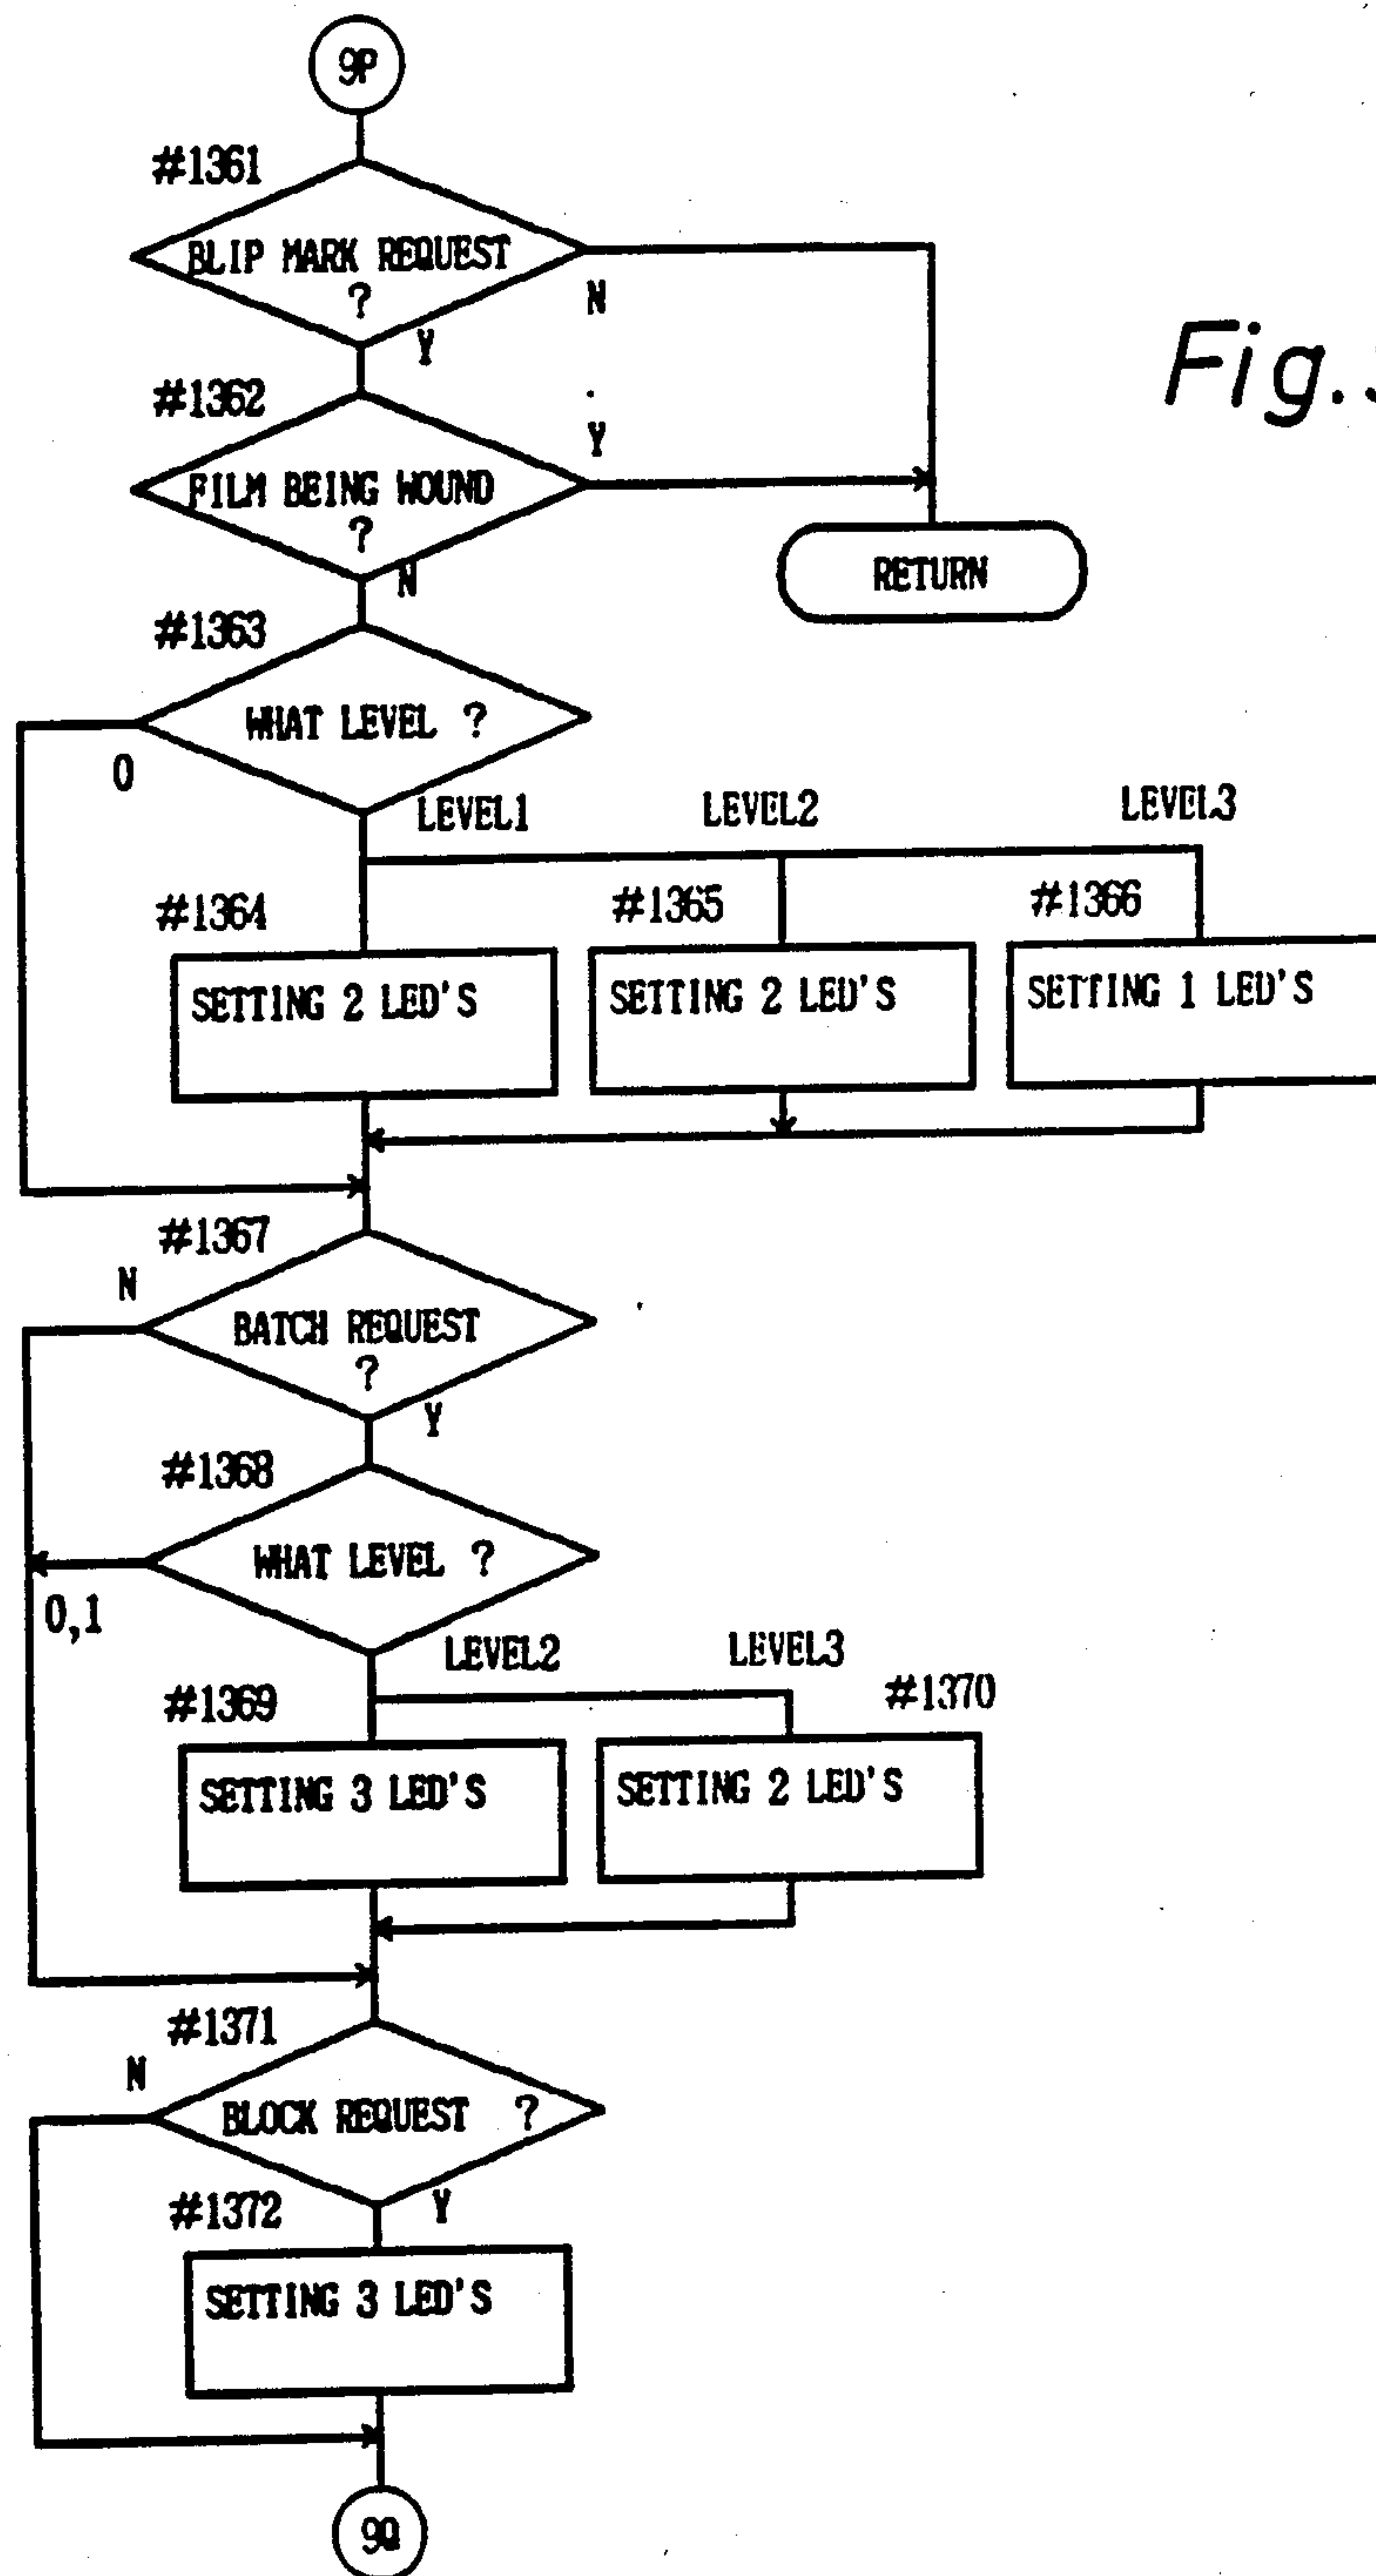 9P
#1361
BLIP MARK REQUEST
?
N
Y
Fig.
#1362
Y
FILM BEING WOUND
?
N
RETURN
#1363
WHAT LEVEL ?
0
LEVEL1
LEVEL2
LEVEL3
#1364
#1365
#1366
SETTING 2 LED'S
SETTING 2 LED'S
SETTING 1 LED'S
#1367
N
BATCH REQUEST
?
Y
#1368
WHAT LEVEL ?
0,1
LEVEL2
LEVEL3
#1369
#1370
SETTING 3 LED'S
SETTING 2 LED'S
#1371
N
BLOCK REQUEST ?
Y
#1372
SETTING 3 LED'S
9Q